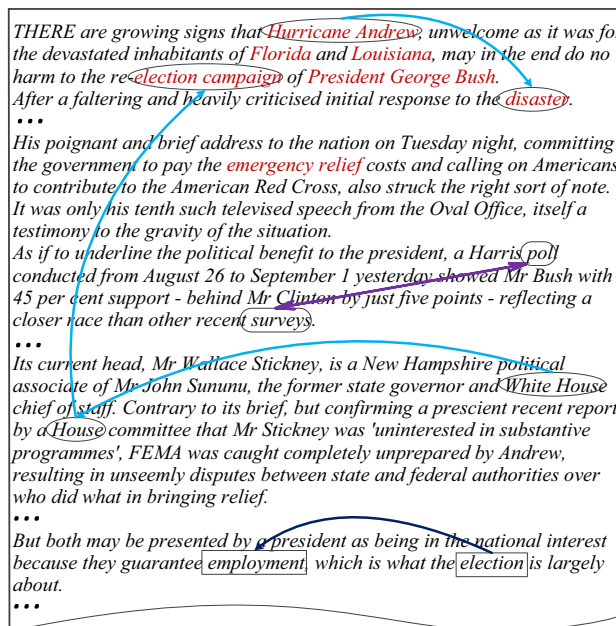 THERE are growing signs that Hurricane Andrew, unwelcome as it was for
the devastated inhabitants of Florida and Louisiana, may in the end do no
harm to the re-election campaign of President George Bush.
After a faltering and heavily criticised initial response to the disaster.
•••
His poignant and brief address to the nation on Tuesday night, committing
the government to pay the emergency relief costs and calling on Americans
to contribute to the American Red Cross, also struck the right sort of note.
It was only his tenth such televised speech from the Oval Office, itself a
testimony to the gravity of the situation.
As if to underline the political benefit to the president, a Harris poll
conducted from August 26 to September 1 yesterday showed Mr Bush with
45 per cent support - behind Mr Clinton by just five points - reflecting a
closer race than other recent surveys.
•••
Its current head, Mr Wallace Stickney, is a New Hampshire political
associate of Mr John Sununu, the former state governor and White House
chief of staff. Contrary to its brief, but confirming a prescient recent report
by a House committee that Mr Stickney was 'uninterested in substantive
programmes', FEMA was caught completely unprepared by Andrew,
resulting in unseemly disputes between state and federal authorities over
who did what in bringing relief.
•••
But both may be presented by a president as being in the national interest
because they guarantee employment, which is what the election is largely
about.
•••